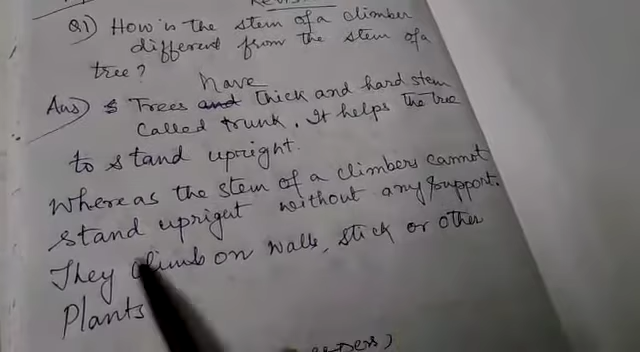 Q1) How is the stem of a climber
different from the stem of a
tree?
have
Ans) Trees and thick and hard stem
called trunk. It helps the tree
to stand upright.
Where as the stem of a climbers cannot
stand upright without any support.
They climb on walls, stick or other
Plants